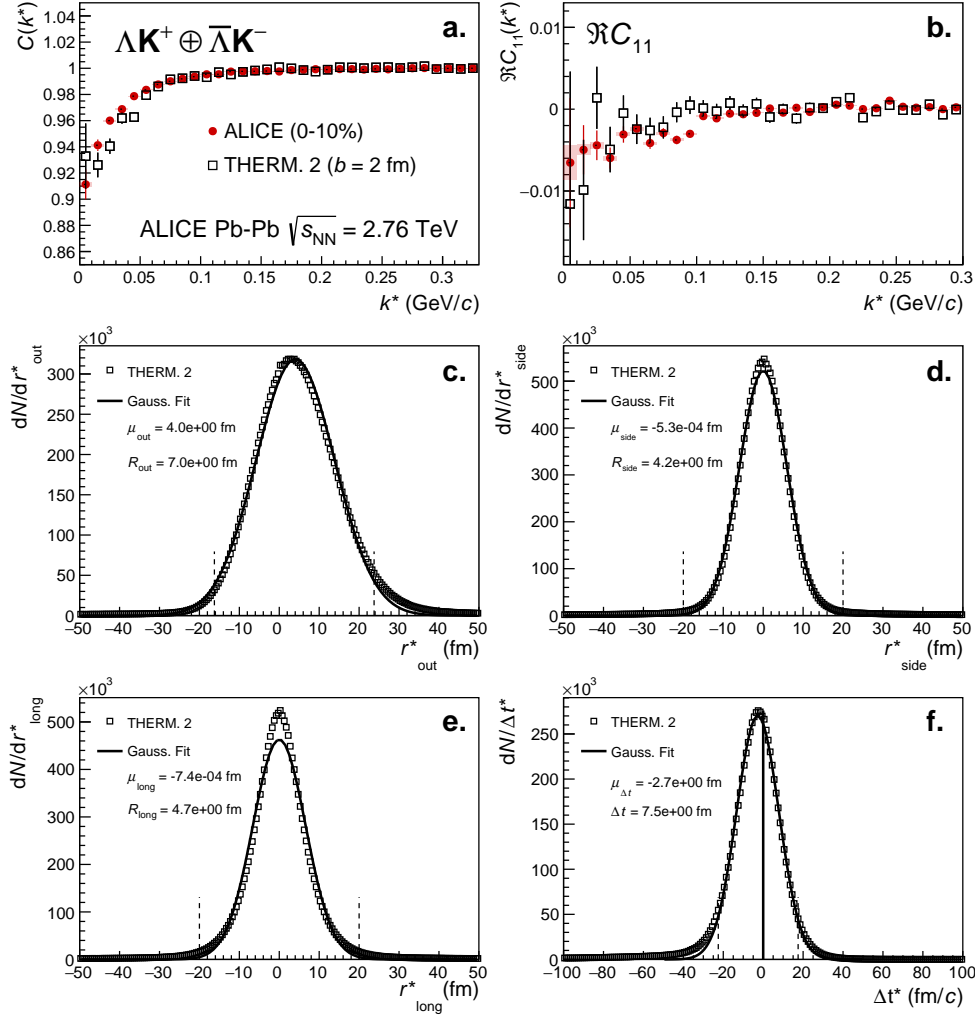 a.
ΛK⁺ ⊕ Λ̅K⁻
ALICE (0-10%)
THERM. 2 (b = 2 fm)
ALICE Pb-Pb √sNN = 2.76 TeV
C(k*)
1.04
1.02
1
0.98
0.96
0.94
0.92
0.9
0.88
0.86
0 0.05 0.1 0.15 0.2 0.25 0.3
k* (GeV/c)
b.
ℜC₁₁
ℜC₁₁(k*)
0
−0.01
0 0.05 0.1 0.15 0.2 0.25 0.3
k* (GeV/c)
×10³
c.
THERM. 2
Gauss. Fit
μout = 4.0e+00 fm
Rout = 7.0e+00 fm
dN/dr*out
300
250
200
150
100
50
0
−50 −40 −30 −20 −10 0 10 20 30 40 50
r*out (fm)
×10³
d.
THERM. 2
Gauss. Fit
μside = -5.3e-04 fm
Rside = 4.2e+00 fm
dN/dr*side
500
400
300
200
100
0
−50 −40 −30 −20 −10 0 10 20 30 40 50
r*side (fm)
×10³
e.
THERM. 2
Gauss. Fit
μlong = -7.4e-04 fm
Rlong = 4.7e+00 fm
dN/dr*long
500
400
300
200
100
0
−50 −40 −30 −20 −10 0 10 20 30 40 50
r*long (fm)
×10³
f.
THERM. 2
Gauss. Fit
μΔt = -2.7e+00 fm
Δt = 7.5e+00 fm
dN/Δt*
250
200
150
100
50
0
−100 −80 −60 −40 −20 0 20 40 60 80 100
Δt* (fm/c)